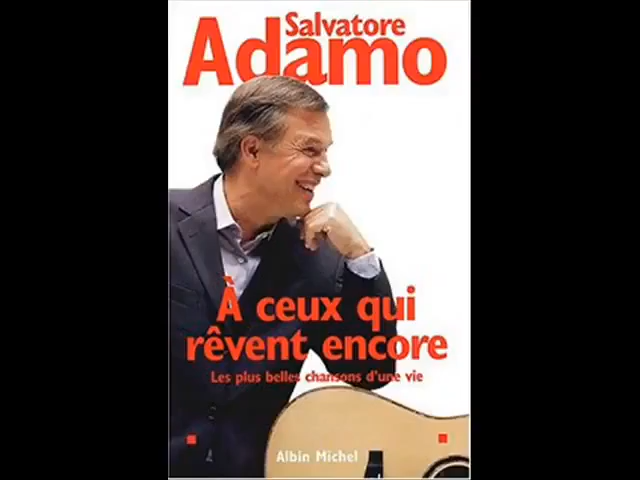 Salvatore
Adamo
À ceux qui
rêvent encore
Les plus belles chansons d'une vie
Albin Michel